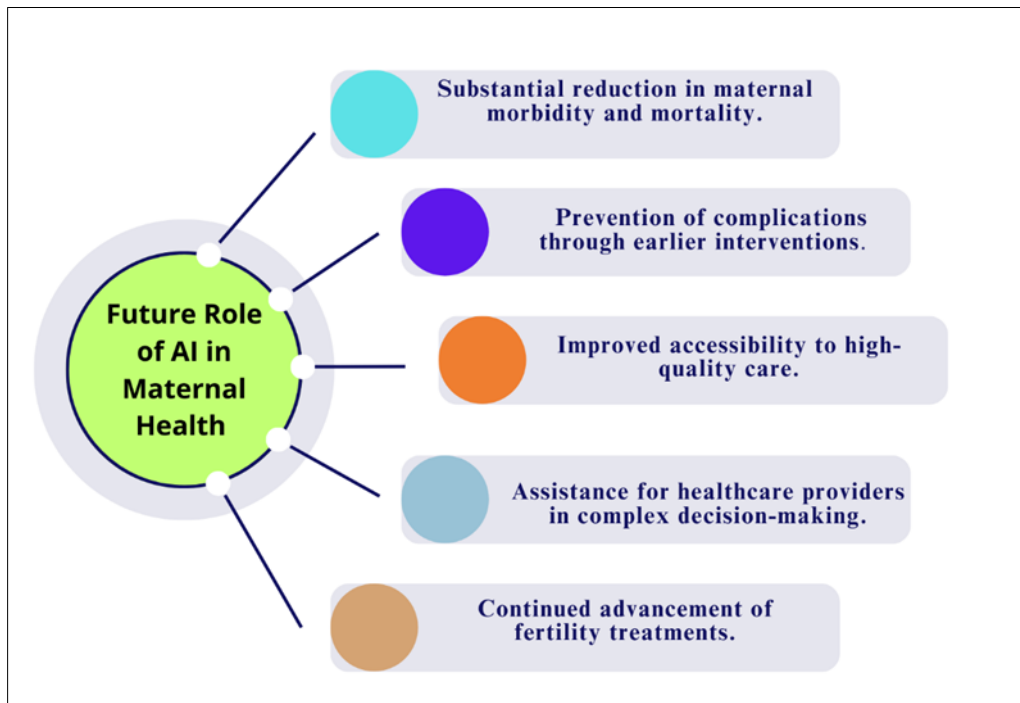 Substantial reduction in maternal
morbidity and mortality.
Prevention of complications
through earlier interventions.
Future Role
of AI in
Maternal
Health
Improved accessibility to high-
quality care.
Assistance for healthcare providers
in complex decision-making.
Continued advancement of
fertility treatments.